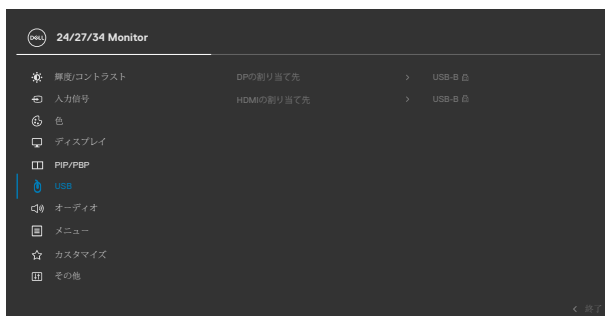 DELL 24/27/34 Monitor
輝度/コントラスト DPの割り当て先 > USB-B
入力信号 HDMIの割り当て先 > USB-B
色
ディスプレイ
PIP/PBP
USB
オーディオ
メニュー
カスタマイズ
その他
< 終了